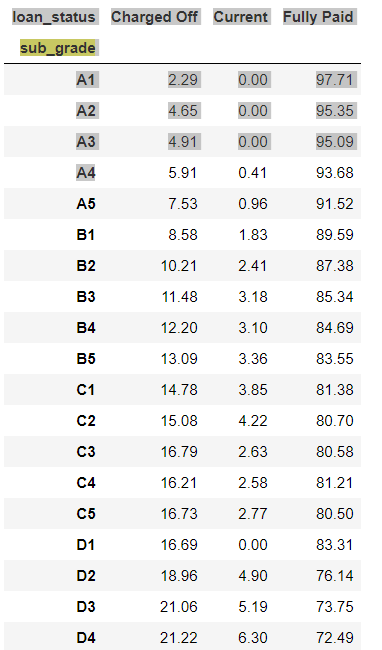 loan_status Charged Off Current Fully Paid
sub_grade
A1 2.29 0.00 97.71
A2 4.65 0.00 95.35
A3 4.91 0.00 95.09
A4 5.91 0.41 93.68
A5 7.53 0.96 91.52
B1 8.58 1.83 89.59
B2 10.21 2.41 87.38
B3 11.48 3.18 85.34
B4 12.20 3.10 84.69
B5 13.09 3.36 83.55
C1 14.78 3.85 81.38
C2 15.08 4.22 80.70
C3 16.79 2.63 80.58
C4 16.21 2.58 81.21
C5 16.73 2.77 80.50
D1 16.69 0.00 83.31
D2 18.96 4.90 76.14
D3 21.06 5.19 73.75
D4 21.22 6.30 72.49